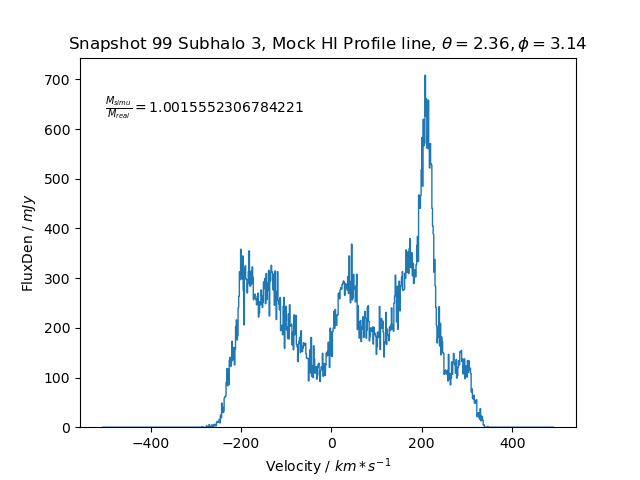 Snapshot 99 Subhalo 3, Mock HI Profile line, θ = 2.36, ϕ = 3.14
M_simu/M_real = 1.0015552306784221
FluxDen / mJy
700
600
500
400
300
200
100
0
−400 −200 0 200 400
Velocity / km * s⁻¹